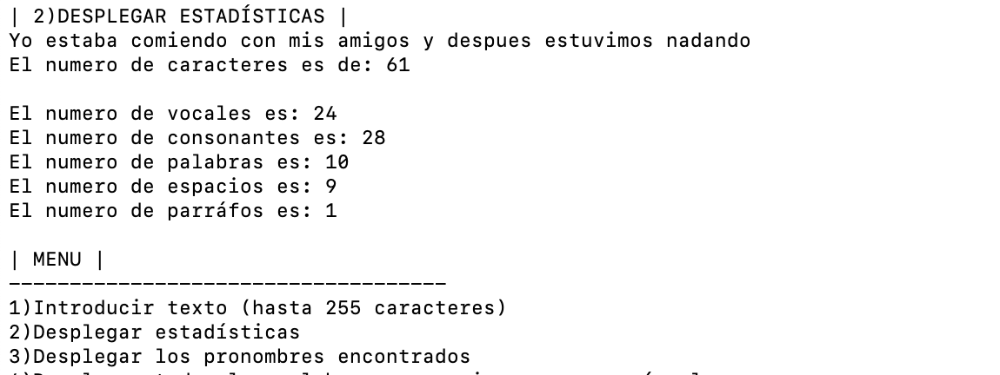 | 2)DESPLEGAR ESTADÍSTICAS |
Yo estaba comiendo con mis amigos y despues estuvimos nadando
El numero de caracteres es de: 61
El numero de vocales es: 24
El numero de consonantes es: 28
El numero de palabras es: 10
El numero de espacios es: 9
El numero de parráfos es: 1
| MENU |
------------------------------------
1)Introducir texto (hasta 255 caracteres)
2)Desplegar estadísticas
3)Desplegar los pronombres encontrados